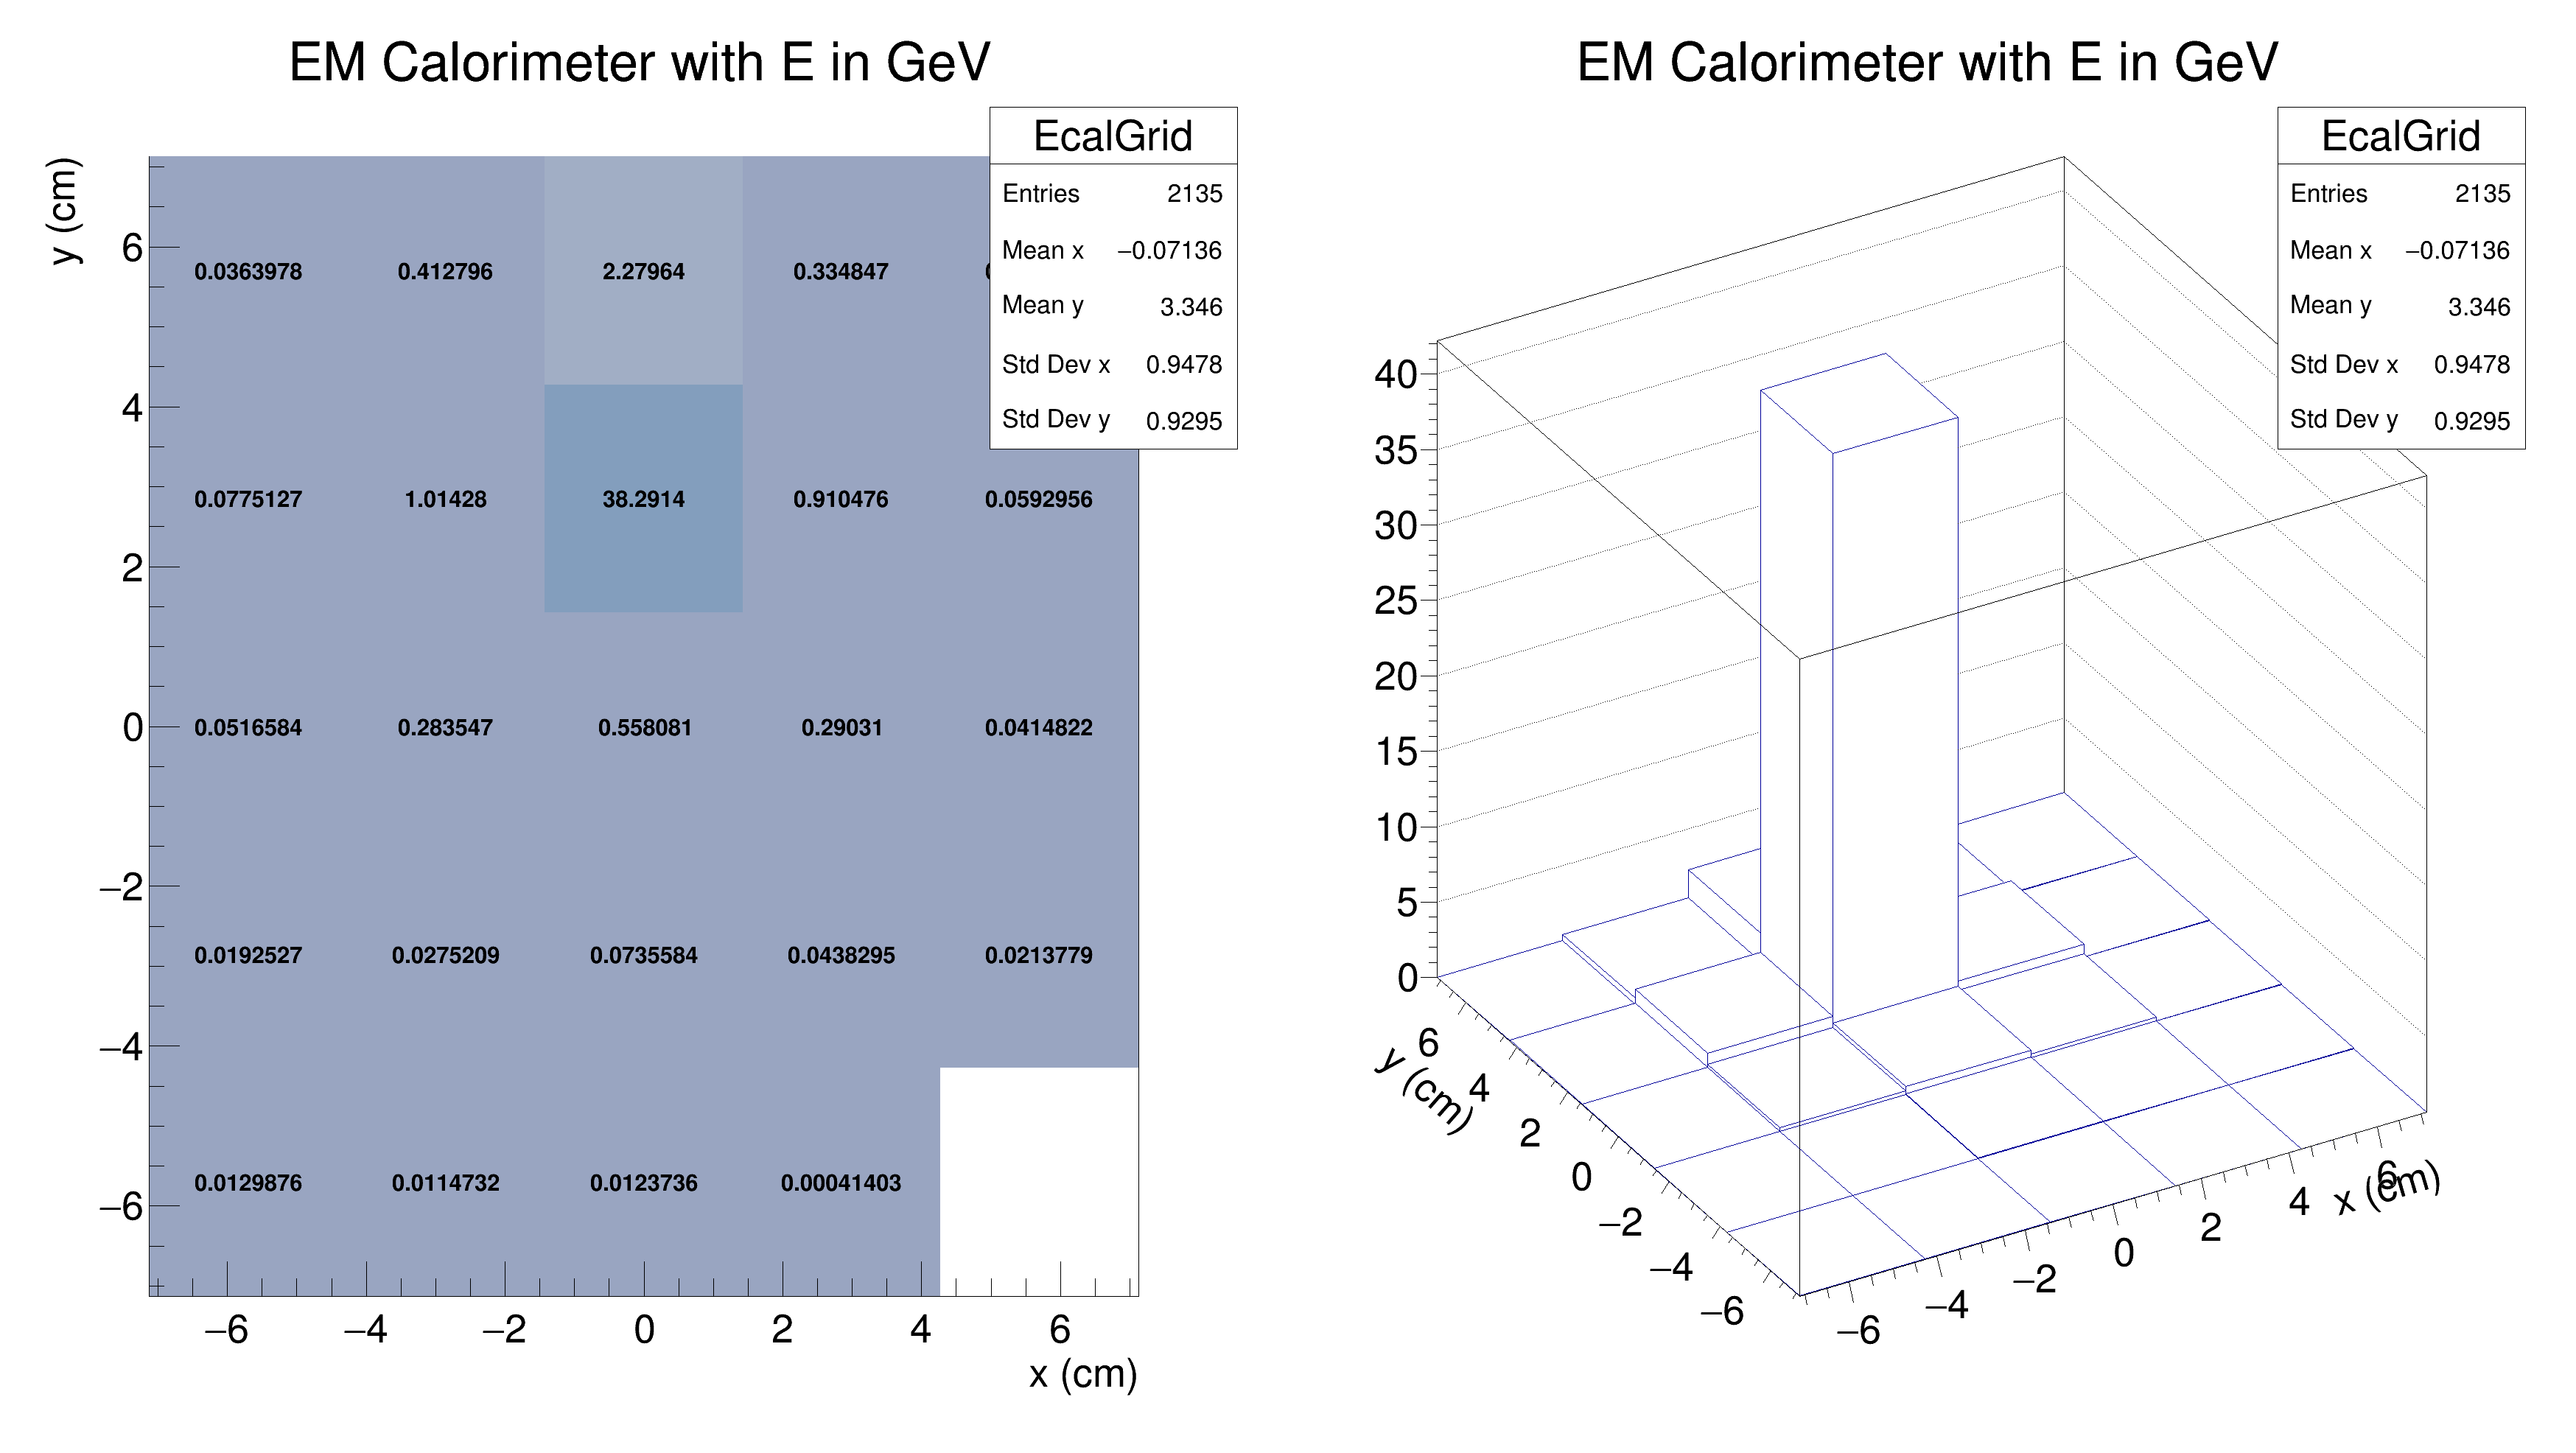 EM Calorimeter with E in GeV
EcalGrid
Entries 2135
Mean x −0.07136
Mean y 3.346
Std Dev x 0.9478
Std Dev y 0.9295
y (cm)
6
4
2
0
−2
−4
−6
0.0363978 0.412796 2.27964 0.334847
0.0775127 1.01428 38.2914 0.910476 0.0592956
0.0516584 0.283547 0.558081 0.29031 0.0414822
0.0192527 0.0275209 0.0735584 0.0438295 0.0213779
0.0129876 0.0114732 0.0123736 0.00041403
−6 −4 −2 0 2 4 6
x (cm)
EM Calorimeter with E in GeV
EcalGrid
Entries 2135
Mean x −0.07136
Mean y 3.346
Std Dev x 0.9478
Std Dev y 0.9295
40
35
30
25
20
15
10
5
0
6
4
2
0
−2
−4
−6
y (cm)
−6 −4 −2 0 2 4 6
x (cm)